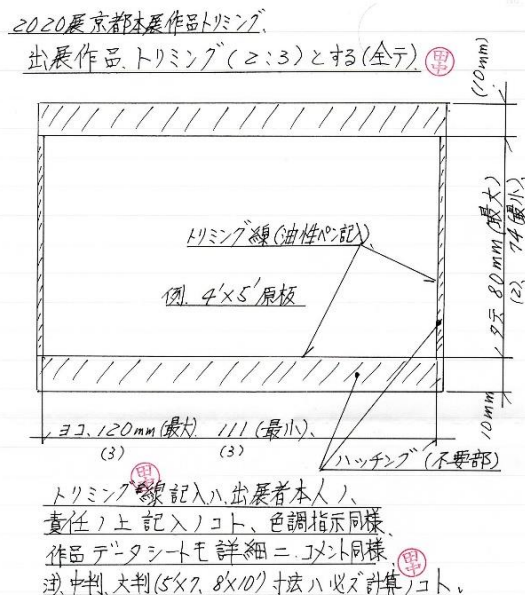 2020展京都本展作品トリミング、
出展作品、トリミング(2:3)とする(全テ)
(10mm)
トリミング線(油性ペン記入)、
例、4'×5'原板
タテ 80mm(最大)
(2)、 74(最小)、
10mm
ヨコ、120mm(最大) 111(最小)、
(3) (3)
ハッチング(不要部)
トリミング線記入ハ、出展者本人ノ、
責任ノ上記入ノコト、色調指示同様、
作品データシートモ詳細ニコメント同様、
注)、中判、大判(5'×7'、8'×10')寸法ハ必ズ計算ノコト、